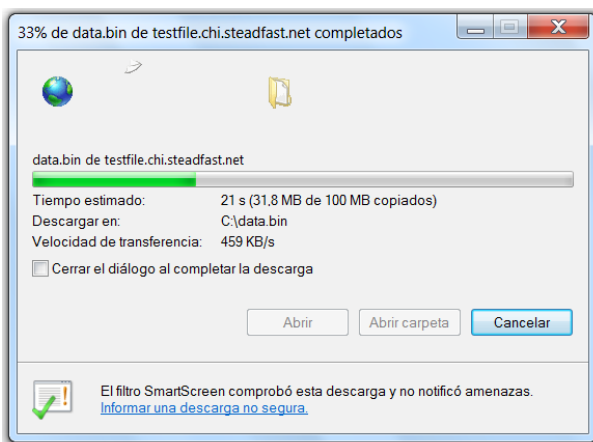 33% de data.bin de testfile.chi.steadfast.net completados
data.bin de testfile.chi.steadfast.net
Tiempo estimado: 21 s (31,8 MB de 100 MB copiados)
Descargar en: C:\data.bin
Velocidad de transferencia: 459 KB/s
Cerrar el diálogo al completar la descarga
Abrir Abrir carpeta Cancelar
El filtro SmartScreen comprobó esta descarga y no notificó amenazas.
Informar una descarga no segura.